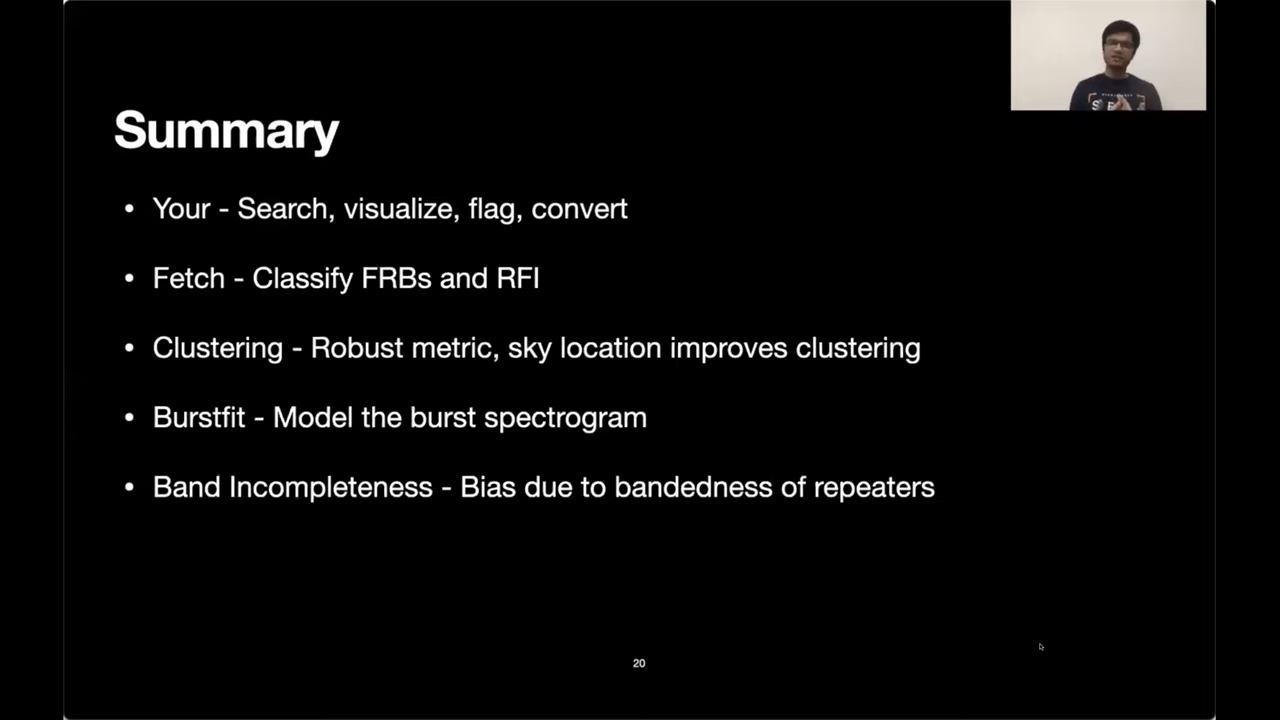 Summary
• Your - Search, visualize, flag, convert
• Fetch - Classify FRBs and RFI
• Clustering - Robust metric, sky location improves clustering
• Burstfit - Model the burst spectrogram
• Band Incompleteness - Bias due to bandedness of repeaters
20